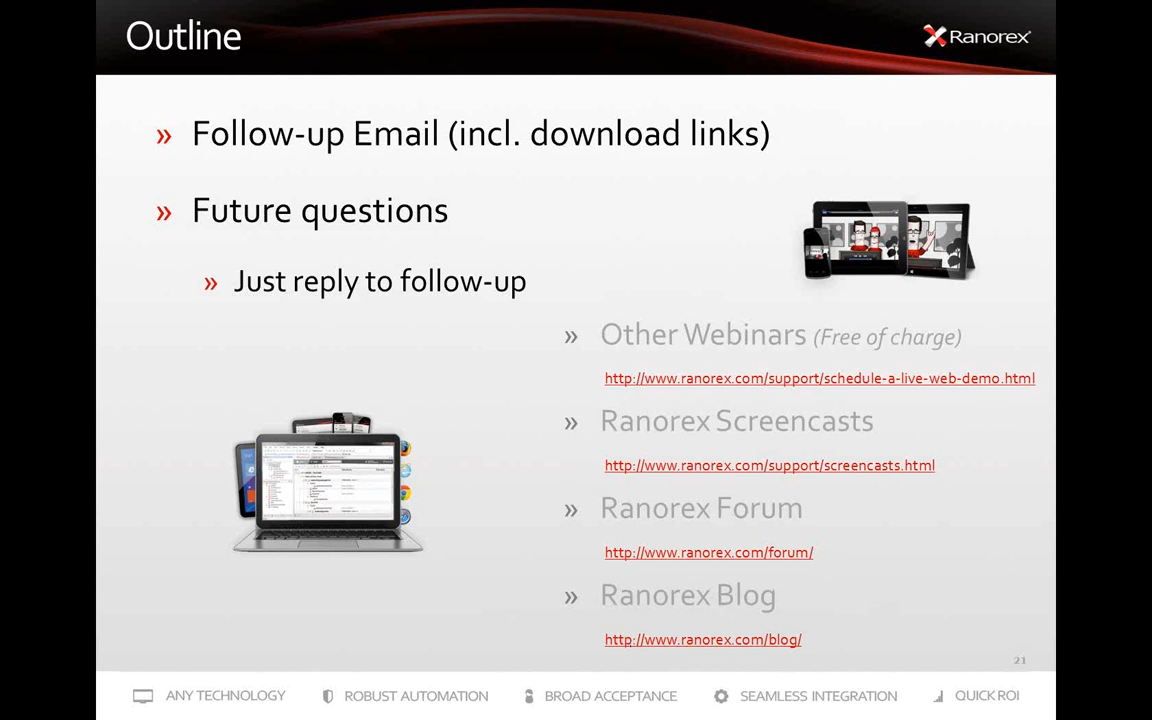 Outline
Ranorex
» Follow-up Email (incl. download links)
» Future questions
» Just reply to follow-up
» Other Webinars (Free of charge)
http://www.ranorex.com/support/schedule-a-live-web-demo.html
» Ranorex Screencasts
http://www.ranorex.com/support/screencasts.html
» Ranorex Forum
http://www.ranorex.com/forum/
» Ranorex Blog
http://www.ranorex.com/blog/
21
ANY TECHNOLOGY ROBUST AUTOMATION BROAD ACCEPTANCE SEAMLESS INTEGRATION QUICK ROI